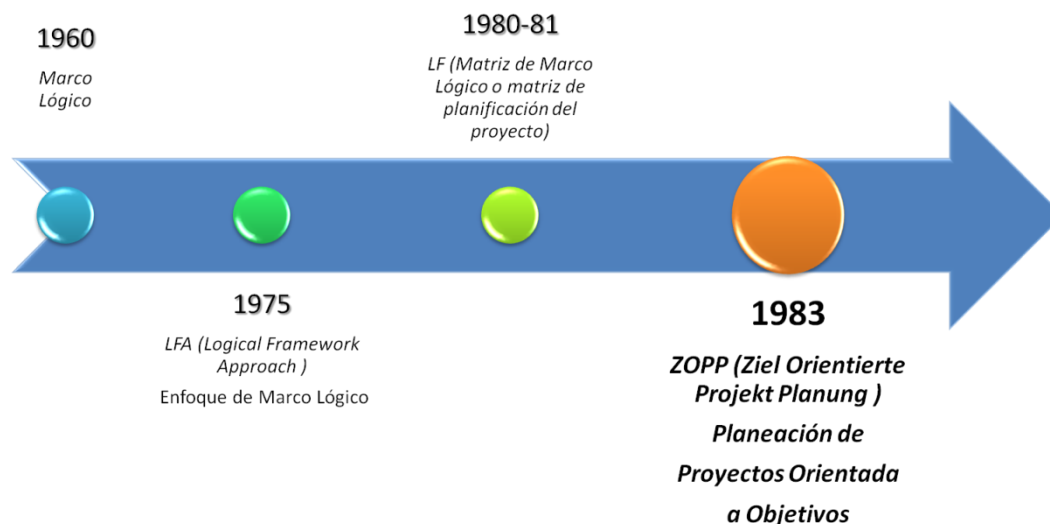 1960
Marco
Lógico
1975
LFA (Logical Framework
Approach )
Enfoque de Marco Lógico
1980-81
LF (Matriz de Marco
Lógico o matriz de
planificación del
proyecto)
1983
ZOPP (Ziel Orientierte
Projekt Planung )
Planeación de
Proyectos Orientada
a Objetivos